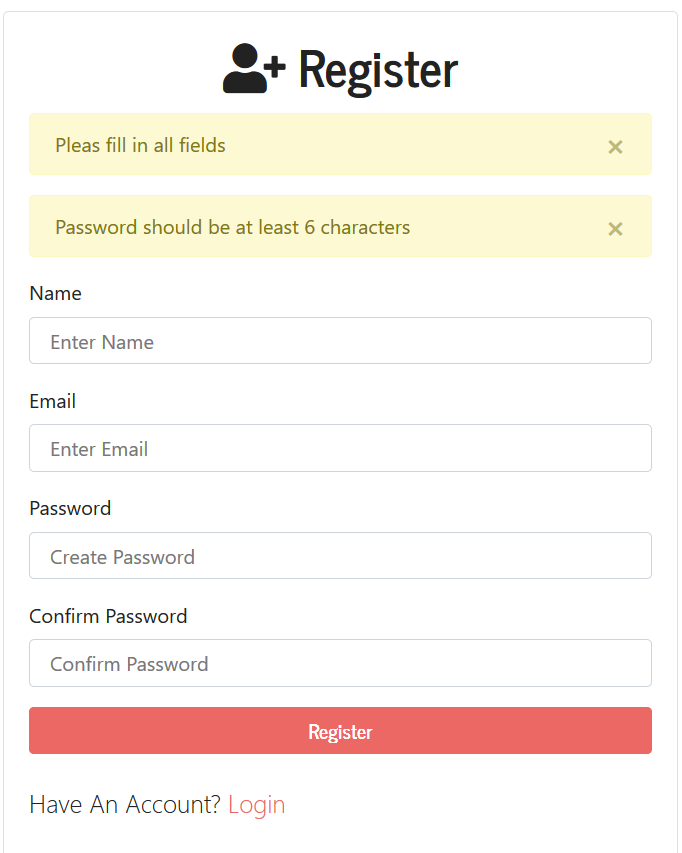 Register
Pleas fill in all fields ×
Password should be at least 6 characters ×
Name
Enter Name
Email
Enter Email
Password
Create Password
Confirm Password
Confirm Password
Register
Have An Account? Login